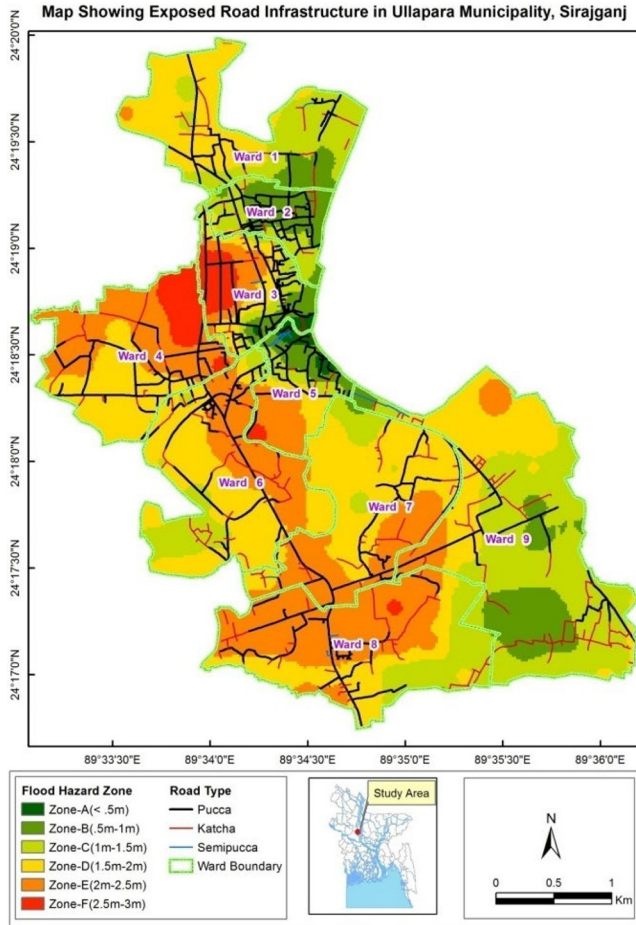 Map Showing Exposed Road Infrastructure in Ullapara Municipality, Sirajganj
24°20'0"N
24°19'30"N
24°19'0"N
24°18'30"N
24°18'0"N
24°17'30"N
24°17'0"N
Ward 1
Ward 2
Ward 3
Ward 4
Ward 5
Ward 6
Ward 7
Ward 9
Ward 8
89°33'30"E
89°34'0"E
89°34'30"E
89°35'0"E
89°35'30"E
89°36'0"E
Flood Hazard Zone
Zone-A(< .5m)
Zone-B(.5m-1m)
Zone-C(1m-1.5m)
Zone-D(1.5m-2m)
Zone-E(2m-2.5m)
Zone-F(2.5m-3m)
Road Type
Pucca
Katcha
Semipucca
Ward Boundary
Study Area
N
0 0.5 1
Km